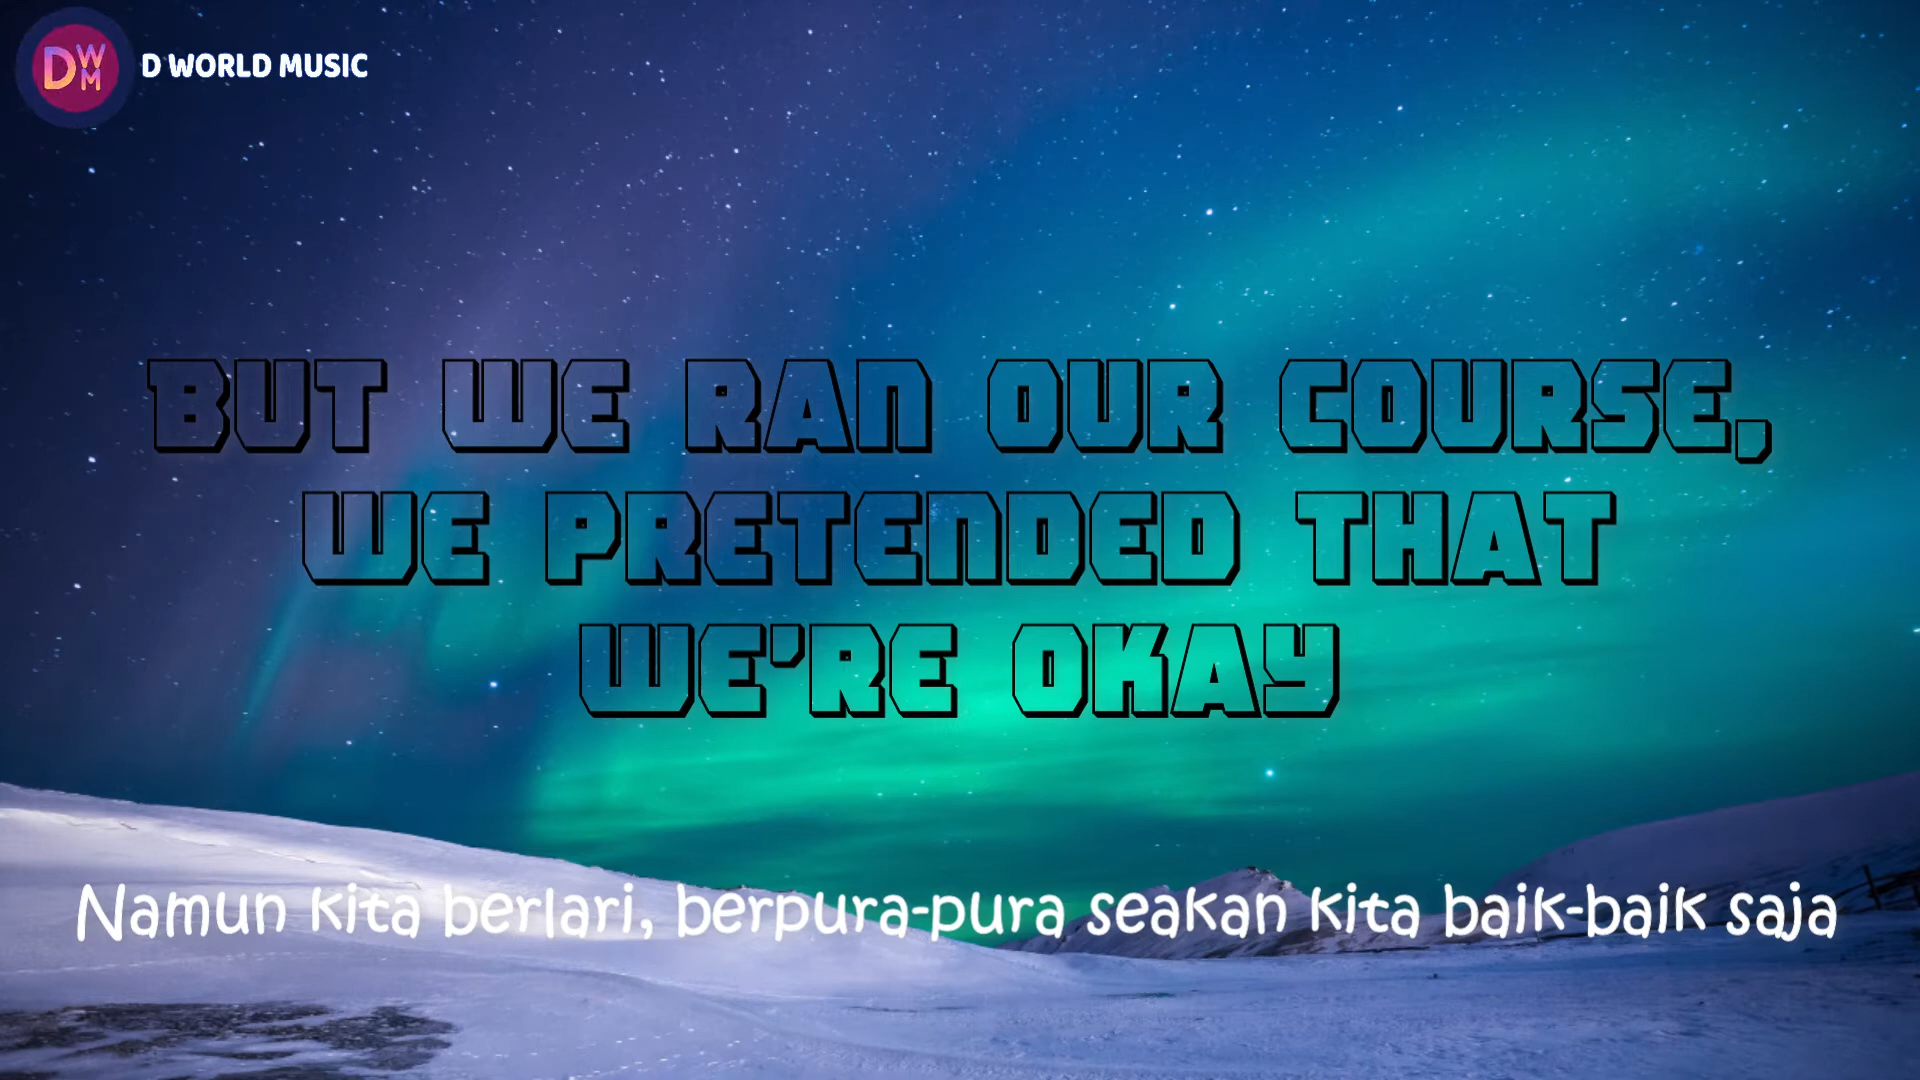 DWM
D WORLD MUSIC
BUT WE RAN OUR COURSE,
WE PRETENDED THAT
WE'RE OKAY
Namun kita berlari, berpura-pura seakan kita baik-baik saja